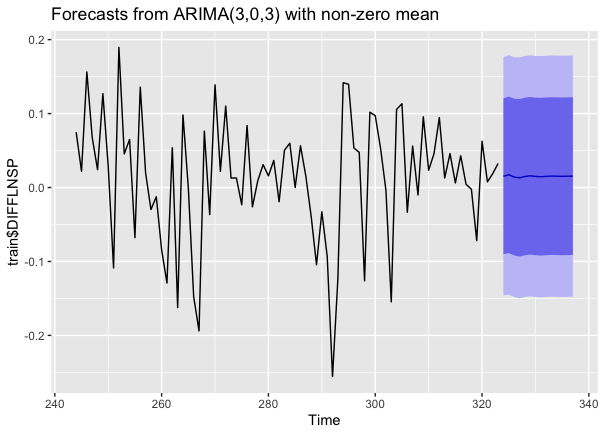 Forecasts from ARIMA(3,0,3) with non-zero mean
train$DIFFLNSP
0.2
0.1
0.0
-0.1
-0.2
240 260 280 300 320 340
Time